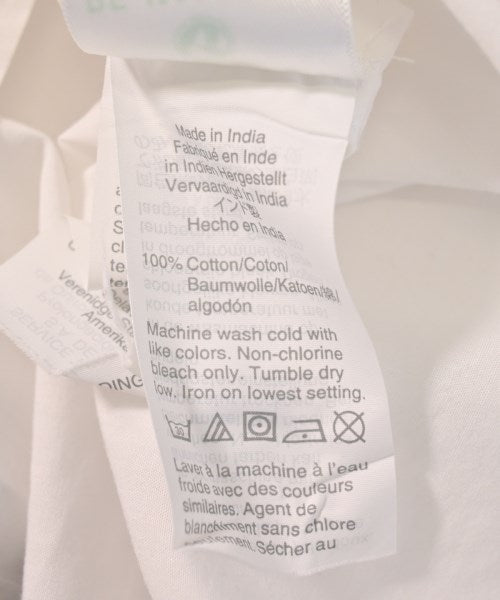 Made in India
Fabriqué en Inde
in Indien Hergestellt
Vervaardigd in India
インド製
Hecho en India
100% Cotton/Coton/
Baumwolle/Katoen/綿/
algodón
Machine wash cold with
like colors. Non-chlorine
bleach only. Tumble dry
low. Iron on lowest setting.
Laver à la machine à l'eau
froide avec des couleurs
similaires. Agent de
blanchiment sans chlore
Sécher au
Verenigde
Amerika